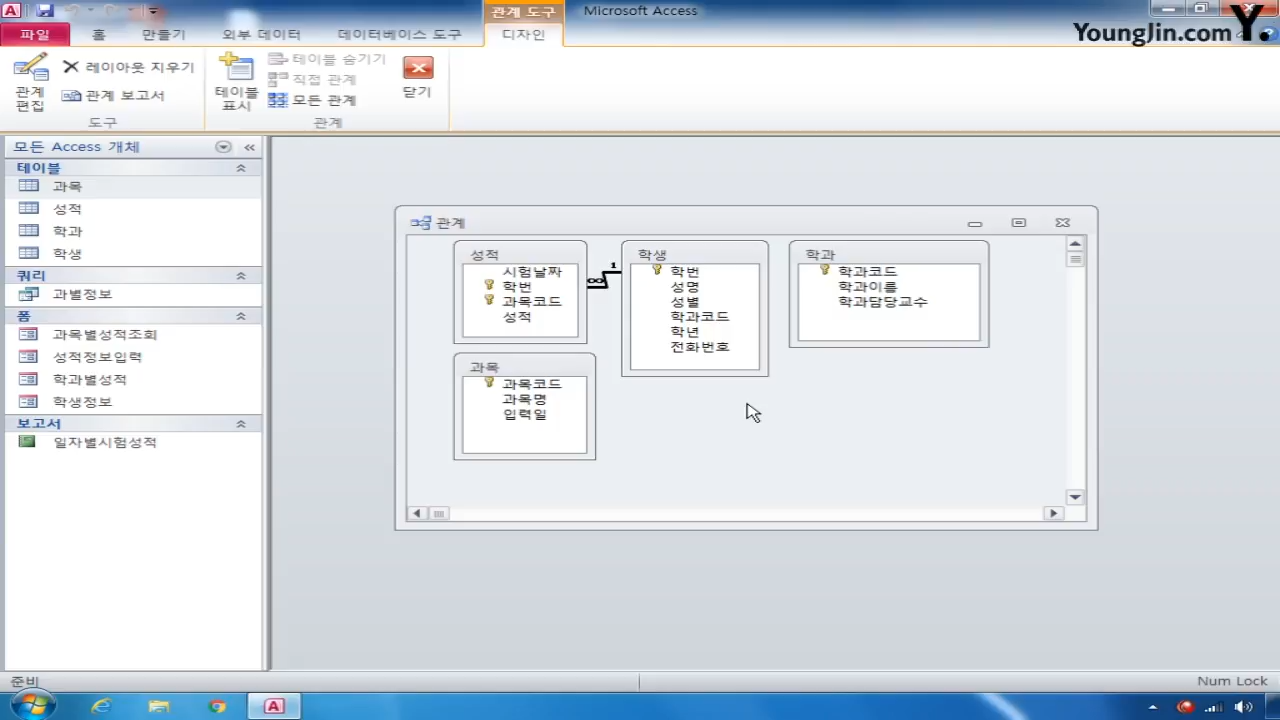 관계 도구
Microsoft Access
파일
홈
만들기
외부 데이터
데이터베이스 도구
디자인
YoungJin.com Y.
관계
편집
레이아웃 지우기
관계 보고서
도구
테이블
표시
테이블 숨기기
직접 관계
모든 관계
관계
닫기
모든 Access 개체
테이블
과목
성적
학과
학생
쿼리
과별정보
폼
과목별성적조회
성적정보입력
학과별성적
학생정보
보고서
일자별시험성적
관계
성적
시험날짜
학번
과목코드
성적
∞
1
학생
학번
성명
성별
학과코드
학년
전화번호
학과
학과코드
학과이름
학과담당교수
과목
과목코드
과목명
입력일
준비
Num Lock